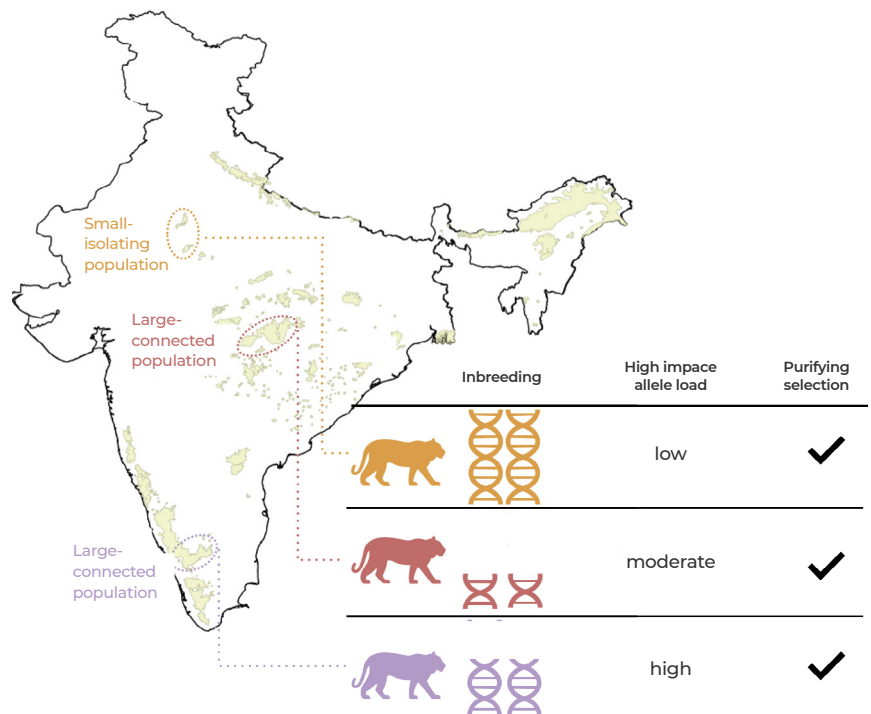 Small-
isolating
population
Large-
connected
population
Large-
connected
population
Inbreeding
High impace
allele load
Purifying
selection
low
moderate
high